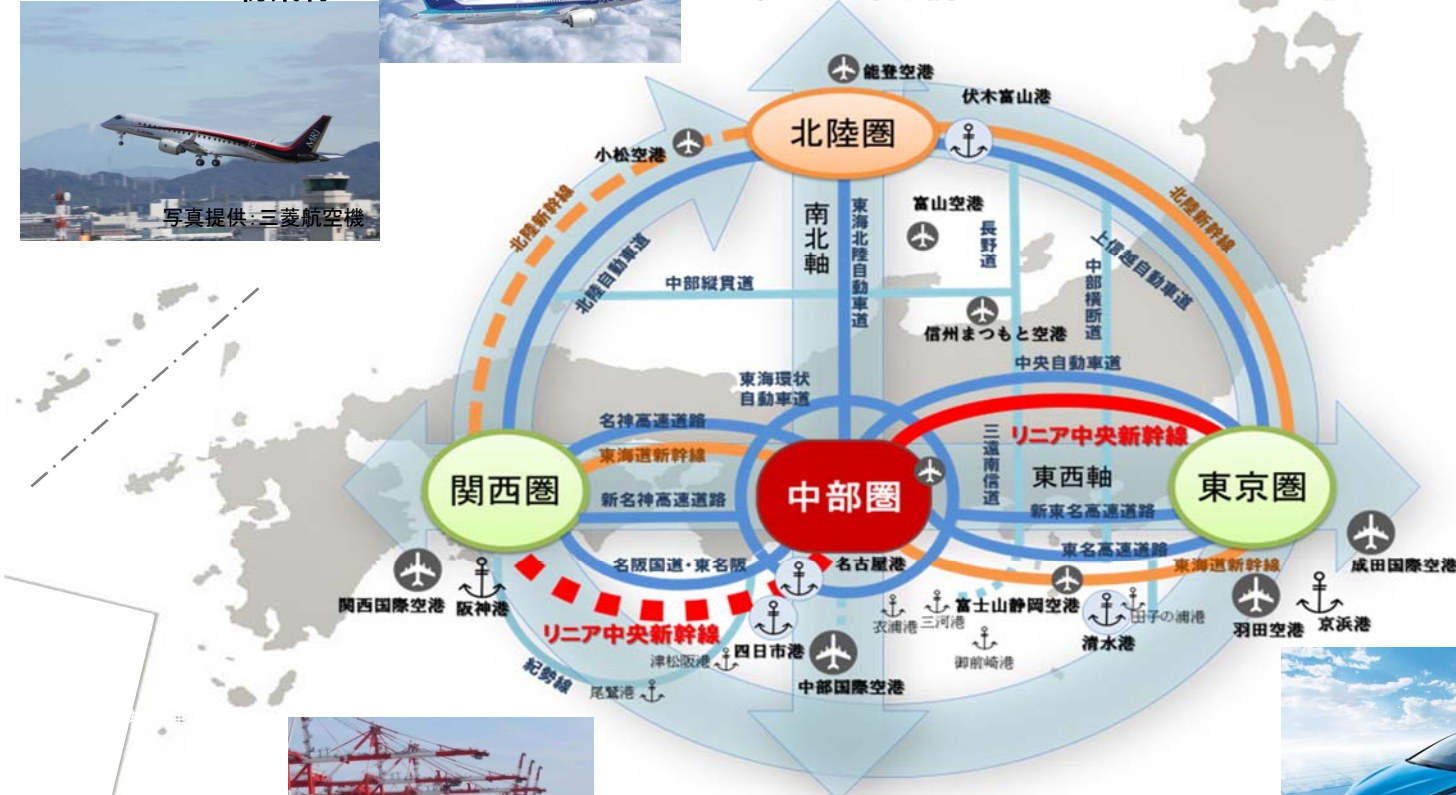 能登空港
伏木富山港
北陸圏
小松空港
写真提供:三菱航空機
MRJ
北陸新幹線
北陸自動車道
南北軸
東海北陸自動車道
富山空港
長野道
中部横断道
上信越自動車道
北陸新幹線
中部縦貫道
信州まつもと空港
中央自動車道
東海環状
自動車道
名神高速道路
東海道新幹線
三遠南信道
リニア中央新幹線
関西圏
新名神高速道路
中部圏
東西軸
新東名高速道路
東京圏
名阪国道・東名阪
名古屋港
東名高速道路
東海道新幹線
成田国際空港
関西国際空港
阪神港
リニア中央新幹線
衣浦港
三河港
富士山静岡空港
田子の浦港
羽田空港
京浜港
紀勢線
津松阪港
四日市港
御前崎港
清水港
尾鷲港
中部国際空港